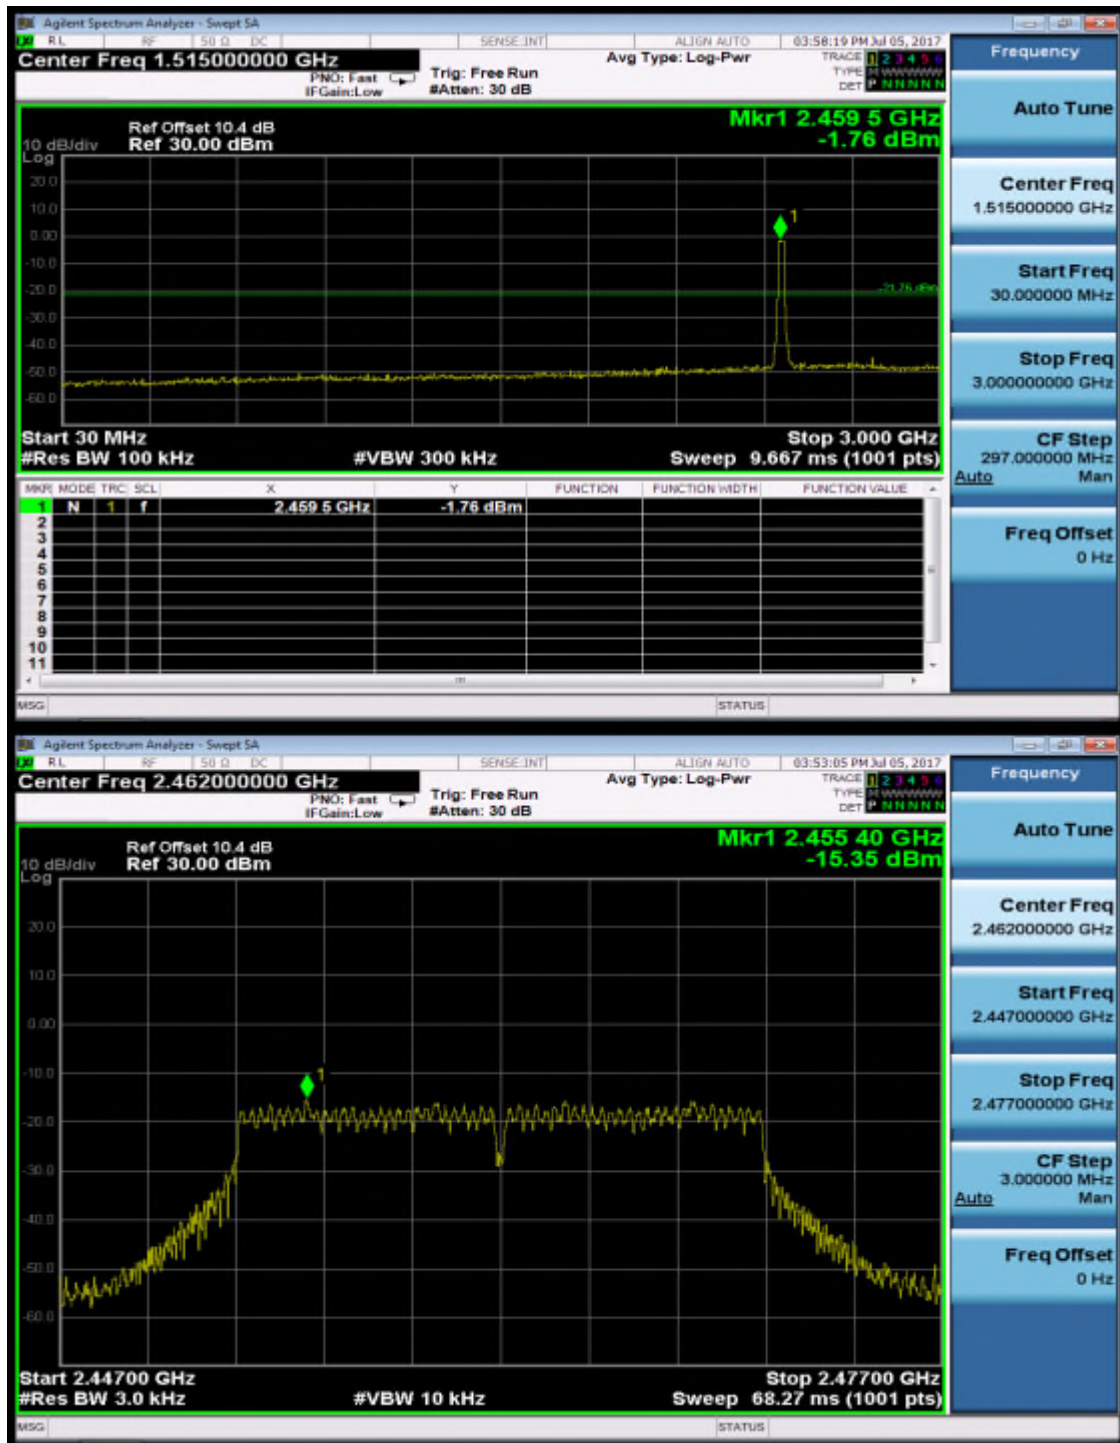 Agilent Spectrum Analyzer - Swept SA
RL RF 50 Ω DC SENSE:INT ALIGN AUTO 03:58:19 PM Jul 05, 2017
Center Freq 1.515000000 GHz
PNO: Fast
IFGain:Low
Trig: Free Run
#Atten: 30 dB
Avg Type: Log-Pwr
TRACE 1 2 3 4 5 6
TYPE M WWWWW
DET P N N N N N
Ref Offset 10.4 dB
10 dB/div Ref 30.00 dBm
Log
Mkr1 2.459 5 GHz
-1.76 dBm
20.0
10.0
0.00
-10.0
-20.0
-30.0
-40.0
-50.0
-60.0
1
-21.76 dBm
Start 30 MHz Stop 3.000 GHz
#Res BW 100 kHz #VBW 300 kHz Sweep 9.667 ms (1001 pts)
MKR MODE TRC SCL X Y FUNCTION FUNCTION WIDTH FUNCTION VALUE
1 N 1 f 2.459 5 GHz -1.76 dBm
2
3
4
5
6
7
8
9
10
11
MSG STATUS
Frequency
Auto Tune
Center Freq
1.515000000 GHz
Start Freq
30.000000 MHz
Stop Freq
3.000000000 GHz
CF Step
297.000000 MHz
Auto Man
Freq Offset
0 Hz
Agilent Spectrum Analyzer - Swept SA
RL RF 50 Ω DC SENSE:INT ALIGN AUTO 03:53:05 PM Jul 05, 2017
Center Freq 2.462000000 GHz
PNO: Fast
IFGain:Low
Trig: Free Run
#Atten: 30 dB
Avg Type: Log-Pwr
TRACE 1 2 3 4 5 6
TYPE M WWWWW
DET P N N N N N
Ref Offset 10.4 dB
10 dB/div Ref 30.00 dBm
Log
Mkr1 2.455 40 GHz
-15.35 dBm
20.0
10.0
0.00
-10.0
-20.0
-30.0
-40.0
-50.0
-60.0
1
Start 2.44700 GHz Stop 2.47700 GHz
#Res BW 3.0 kHz #VBW 10 kHz Sweep 68.27 ms (1001 pts)
MSG STATUS
Frequency
Auto Tune
Center Freq
2.462000000 GHz
Start Freq
2.447000000 GHz
Stop Freq
2.477000000 GHz
CF Step
3.000000 MHz
Auto Man
Freq Offset
0 Hz